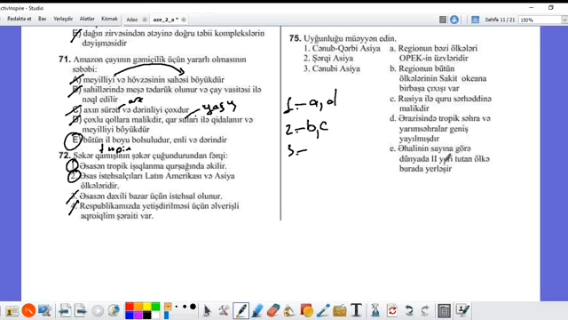 ActivInspire - Studio
Redaktə et Bax Yerləşdir Alətlər Kömək Adsız aze_2_a * Səhifə 11 / 21 150%
E) dağın zirvəsindən ətəyinə doğru təbii komplekslərin
dəyişməsidir
71. Amazon çayının gəmiçilik üçün yararlı olmasının
səbəbi:
A) meyilliyi və hövzəsinin sahəsi böyükdür
B) sahillərində meşə tədarük olunur və çay vasitəsi ilə
nəql edilir
C) axın sürəti və dərinliyi çoxdur
D) çoxlu qollara malikdir, qar suları ilə qidalanır və
meyilliyi böyükdür
E) bütün il boyu bolsuludur, enli və dərindir
72. Şəkər qamışının şəkər çuğundurundan fərqi:
1. Əsasən tropik işıqlanma qurşağında əkilir.
2. Əsas istehsalçıları Latın Amerikası və Asiya
ölkələridir.
3. Əsasən daxili bazar üçün istehsal olunur.
4. Respublikamızda yetişdirilməsi üçün əlverişli
aqroiqlim şəraiti var.
75. Uyğunluğu müəyyən edin.
1. Cənub-Qərbi Asiya a. Regionun bəzi ölkələri
2. Şərqi Asiya OPEK-in üzvləridir
3. Cənubi Asiya b. Regionun bütün
ölkələrinin Sakit okeana
birbaşa çıxışı var
c. Rusiya ilə quru sərhəddinə
malikdir
d. Ərazisində tropik səhra və
yarımsəhralar geniş
yayılmışdır
e. Əhalinin sayına görə
dünyada II yeri tutan ölkə
burada yerləşir
1-a,d
2-b,c
3-